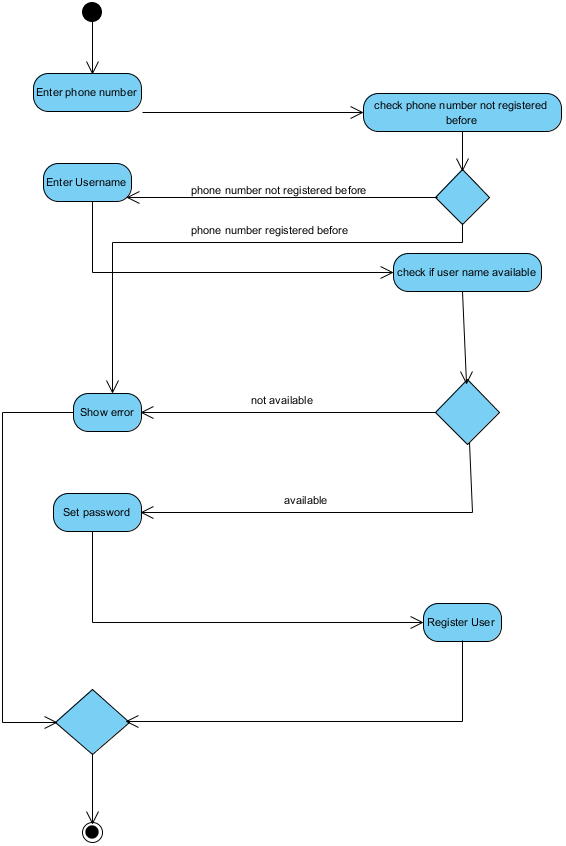 Enter phone number
check phone number not registered
before
Enter Username
phone number not registered before
phone number registered before
check if user name available
not available
Show error
available
Set password
Register User